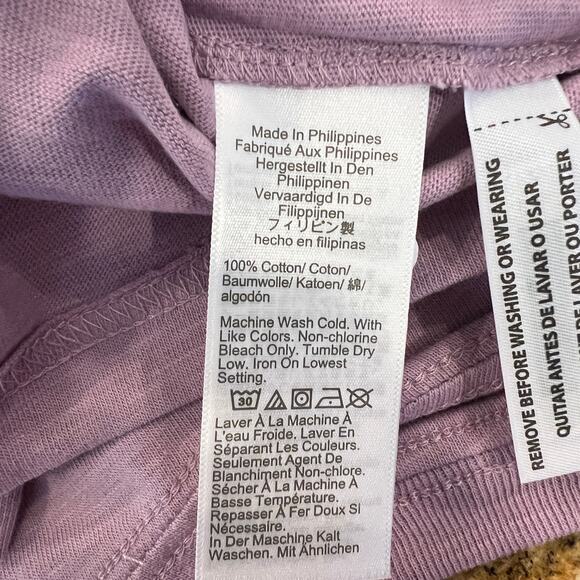 Made In Philippines
Fabriqué Aux Philippines
Hergestellt In Den
Philippinen
Vervaardigd In De
Filippijnen
フィリピン製
hecho en filipinas
100% Cotton/ Coton/
Baumwolle/ Katoen/ 綿/
algodón
Machine Wash Cold. With
Like Colors. Non-chlorine
Bleach Only. Tumble Dry
Low. Iron On Lowest
Setting.
30
Laver À La Machine À
L'eau Froide. Laver En
Séparant Les Couleurs.
Seulement Agent De
Blanchiment Non-chlore.
Sécher À La Machine À
Basse Température.
Repasser À Fer Doux Si
Nécessaire.
In Der Maschine Kalt
Waschen. Mit Ähnlichen
REMOVE BEFORE WASHING OR WEARING
QUITAR ANTES DE LAVAR O USAR
LAVER OU PORTER